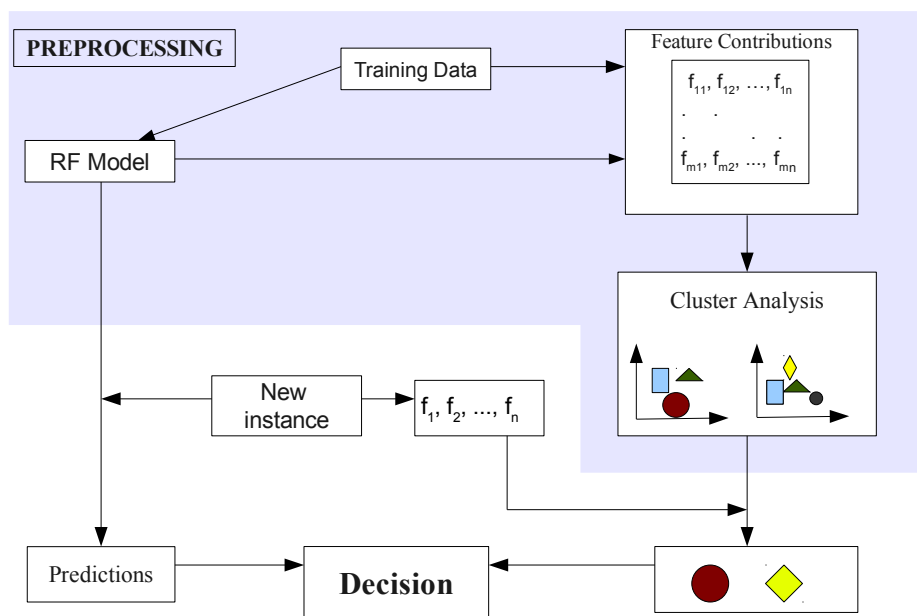 PREPROCESSING
Training Data
Feature Contributions
f11, f12, ..., f1n
. .
. . .
fm1, fm2, ..., fmn
RF Model
Cluster Analysis
New
instance
f1, f2, ..., fn
Predictions
Decision